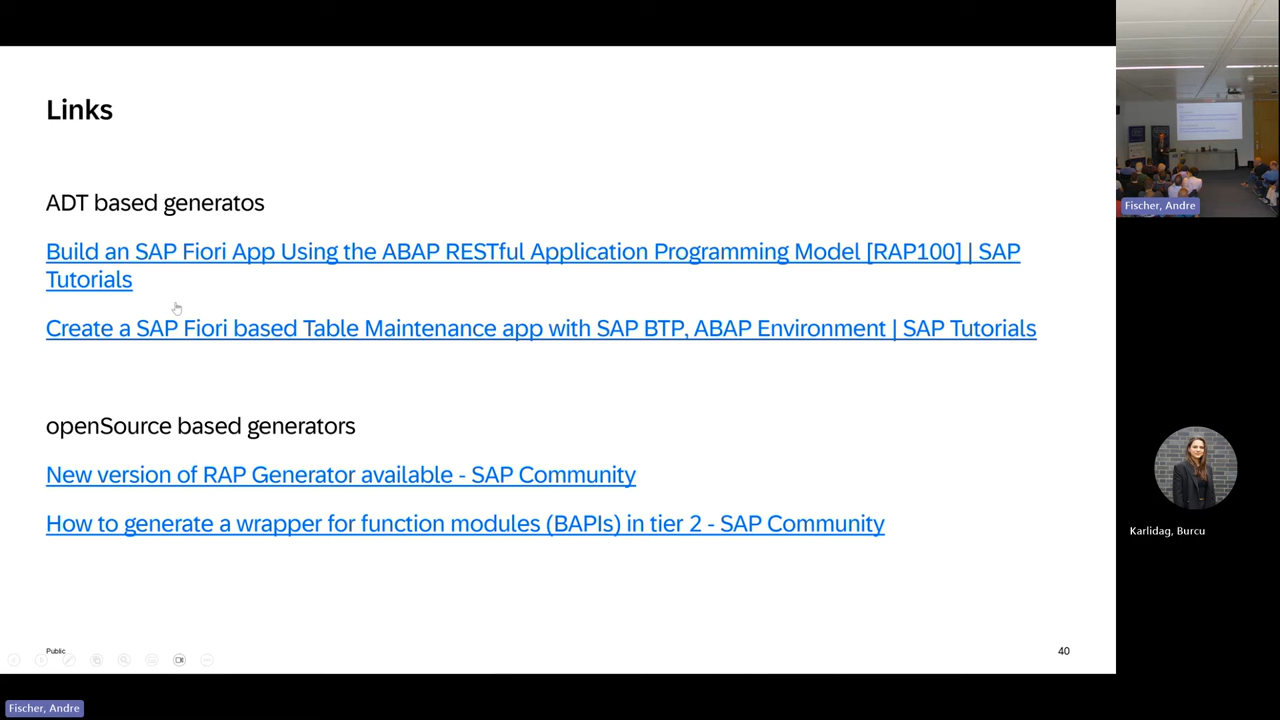 Links
ADT based generatos
Build an SAP Fiori App Using the ABAP RESTful Application Programming Model [RAP100] | SAP
Tutorials
Create a SAP Fiori based Table Maintenance app with SAP BTP, ABAP Environment | SAP Tutorials
openSource based generators
New version of RAP Generator available - SAP Community
How to generate a wrapper for function modules (BAPIs) in tier 2 - SAP Community
Public
40
Fischer, Andre
Karlidag, Burcu
Fischer, Andre